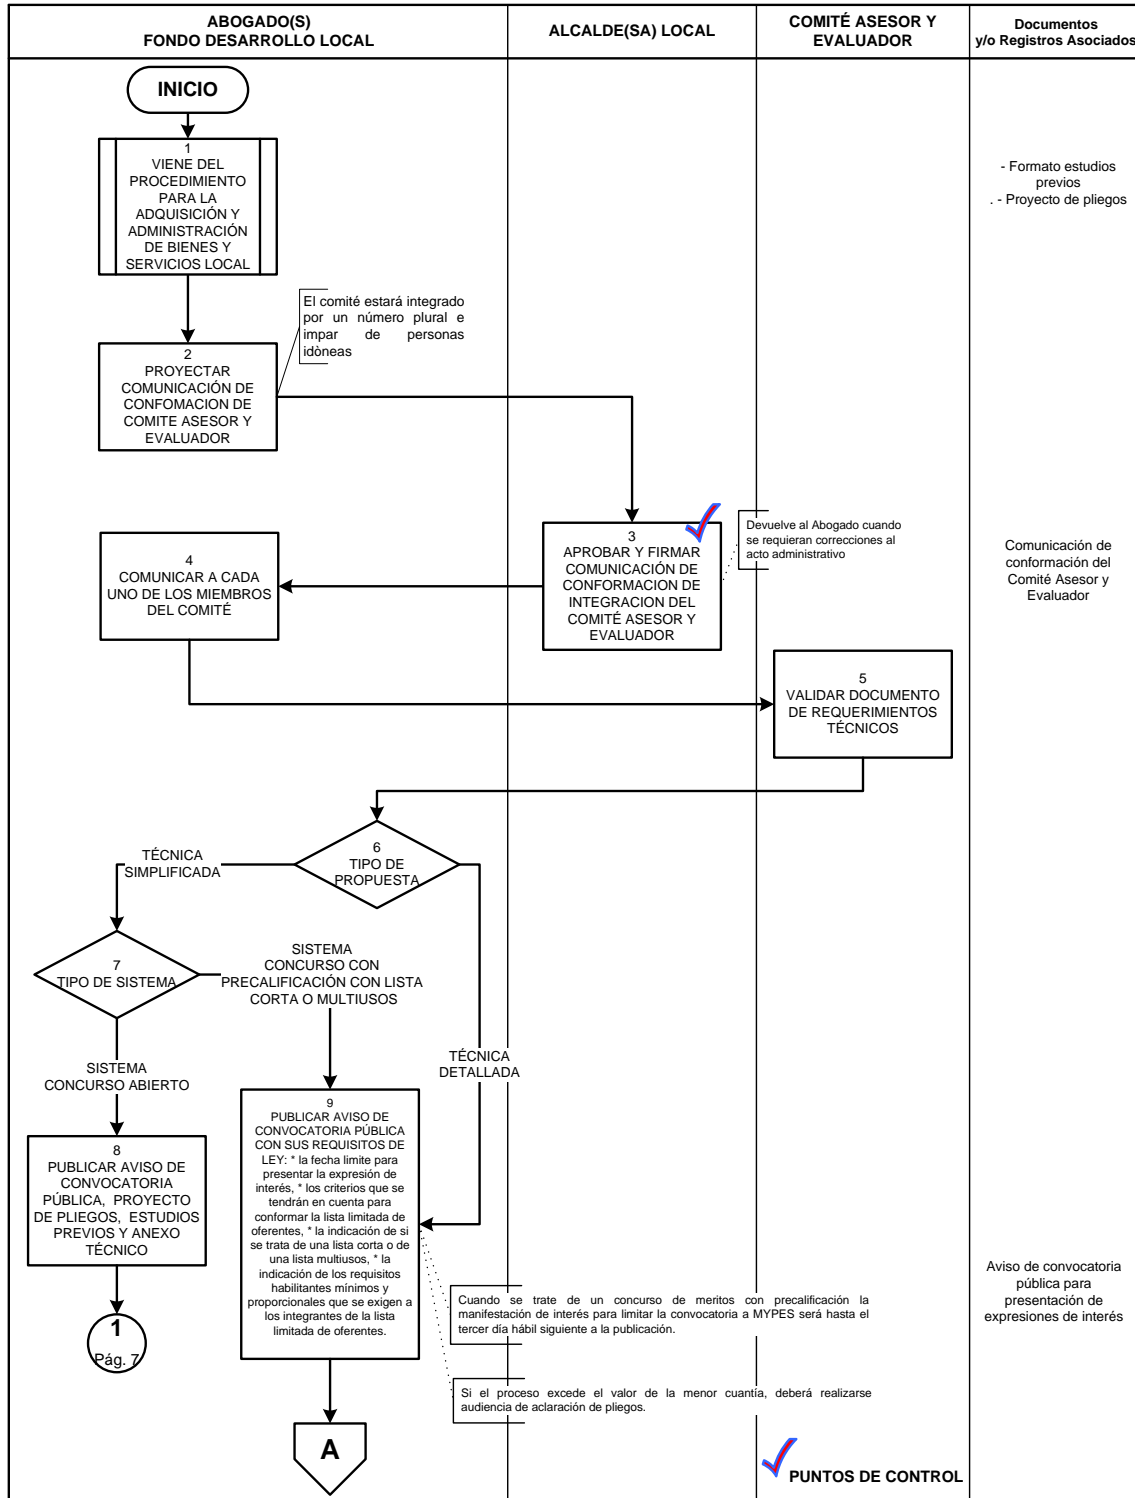 ABOGADO(S)
FONDO DESARROLLO LOCAL
ALCALDE(SA) LOCAL
COMITÉ ASESOR Y
EVALUADOR
Documentos
y/o Registros Asociados
INICIO
1
VIENE DEL
PROCEDIMIENTO
PARA LA
ADQUISICIÓN Y
ADMINISTRACIÓN
DE BIENES Y
SERVICIOS LOCAL
- Formato estudios
previos
. - Proyecto de pliegos
El comité estará integrado
por un número plural e
impar de personas
idòneas
2
PROYECTAR
COMUNICACIÓN DE
CONFOMACION DE
COMITE ASESOR Y
EVALUADOR
3
APROBAR Y FIRMAR
COMUNICACIÓN DE
CONFORMACION DE
INTEGRACION DEL
COMITÉ ASESOR Y
EVALUADOR
Devuelve al Abogado cuando
se requieran correcciones al
acto administrativo
4
COMUNICAR A CADA
UNO DE LOS MIEMBROS
DEL COMITÉ
Comunicación de
conformación del
Comité Asesor y
Evaluador
5
VALIDAR DOCUMENTO
DE REQUERIMIENTOS
TÉCNICOS
6
TIPO DE
PROPUESTA
TÉCNICA
SIMPLIFICADA
7
TIPO DE SISTEMA
SISTEMA
CONCURSO CON
PRECALIFICACIÓN CON LISTA
CORTA O MULTIUSOS
TÉCNICA
DETALLADA
SISTEMA
CONCURSO ABIERTO
8
PUBLICAR AVISO DE
CONVOCATORIA
PÚBLICA, PROYECTO
DE PLIEGOS, ESTUDIOS
PREVIOS Y ANEXO
TÉCNICO
9
PUBLICAR AVISO DE
CONVOCATORIA PÚBLICA
CON SUS REQUISITOS DE
LEY: * la fecha limite para
presentar la expresión de
interés, * los criterios que se
tendrán en cuenta para
conformar la lista limitada de
oferentes, * la indicación de si
se trata de una lista corta o de
una lista multiusos, * la
indicación de los requisitos
habilitantes mínimos y
proporcionales que se exigen a
los integrantes de la lista
limitada de oferentes.
Cuando se trate de un concurso de meritos con precalificación la
manifestación de interés para limitar la convocatoria a MYPES será hasta el
tercer día hábil siguiente a la publicación.
Aviso de convocatoria
pública para
presentación de
expresiones de interés
1
Pág. 7
Si el proceso excede el valor de la menor cuantía, deberá realizarse
audiencia de aclaración de pliegos.
A
PUNTOS DE CONTROL